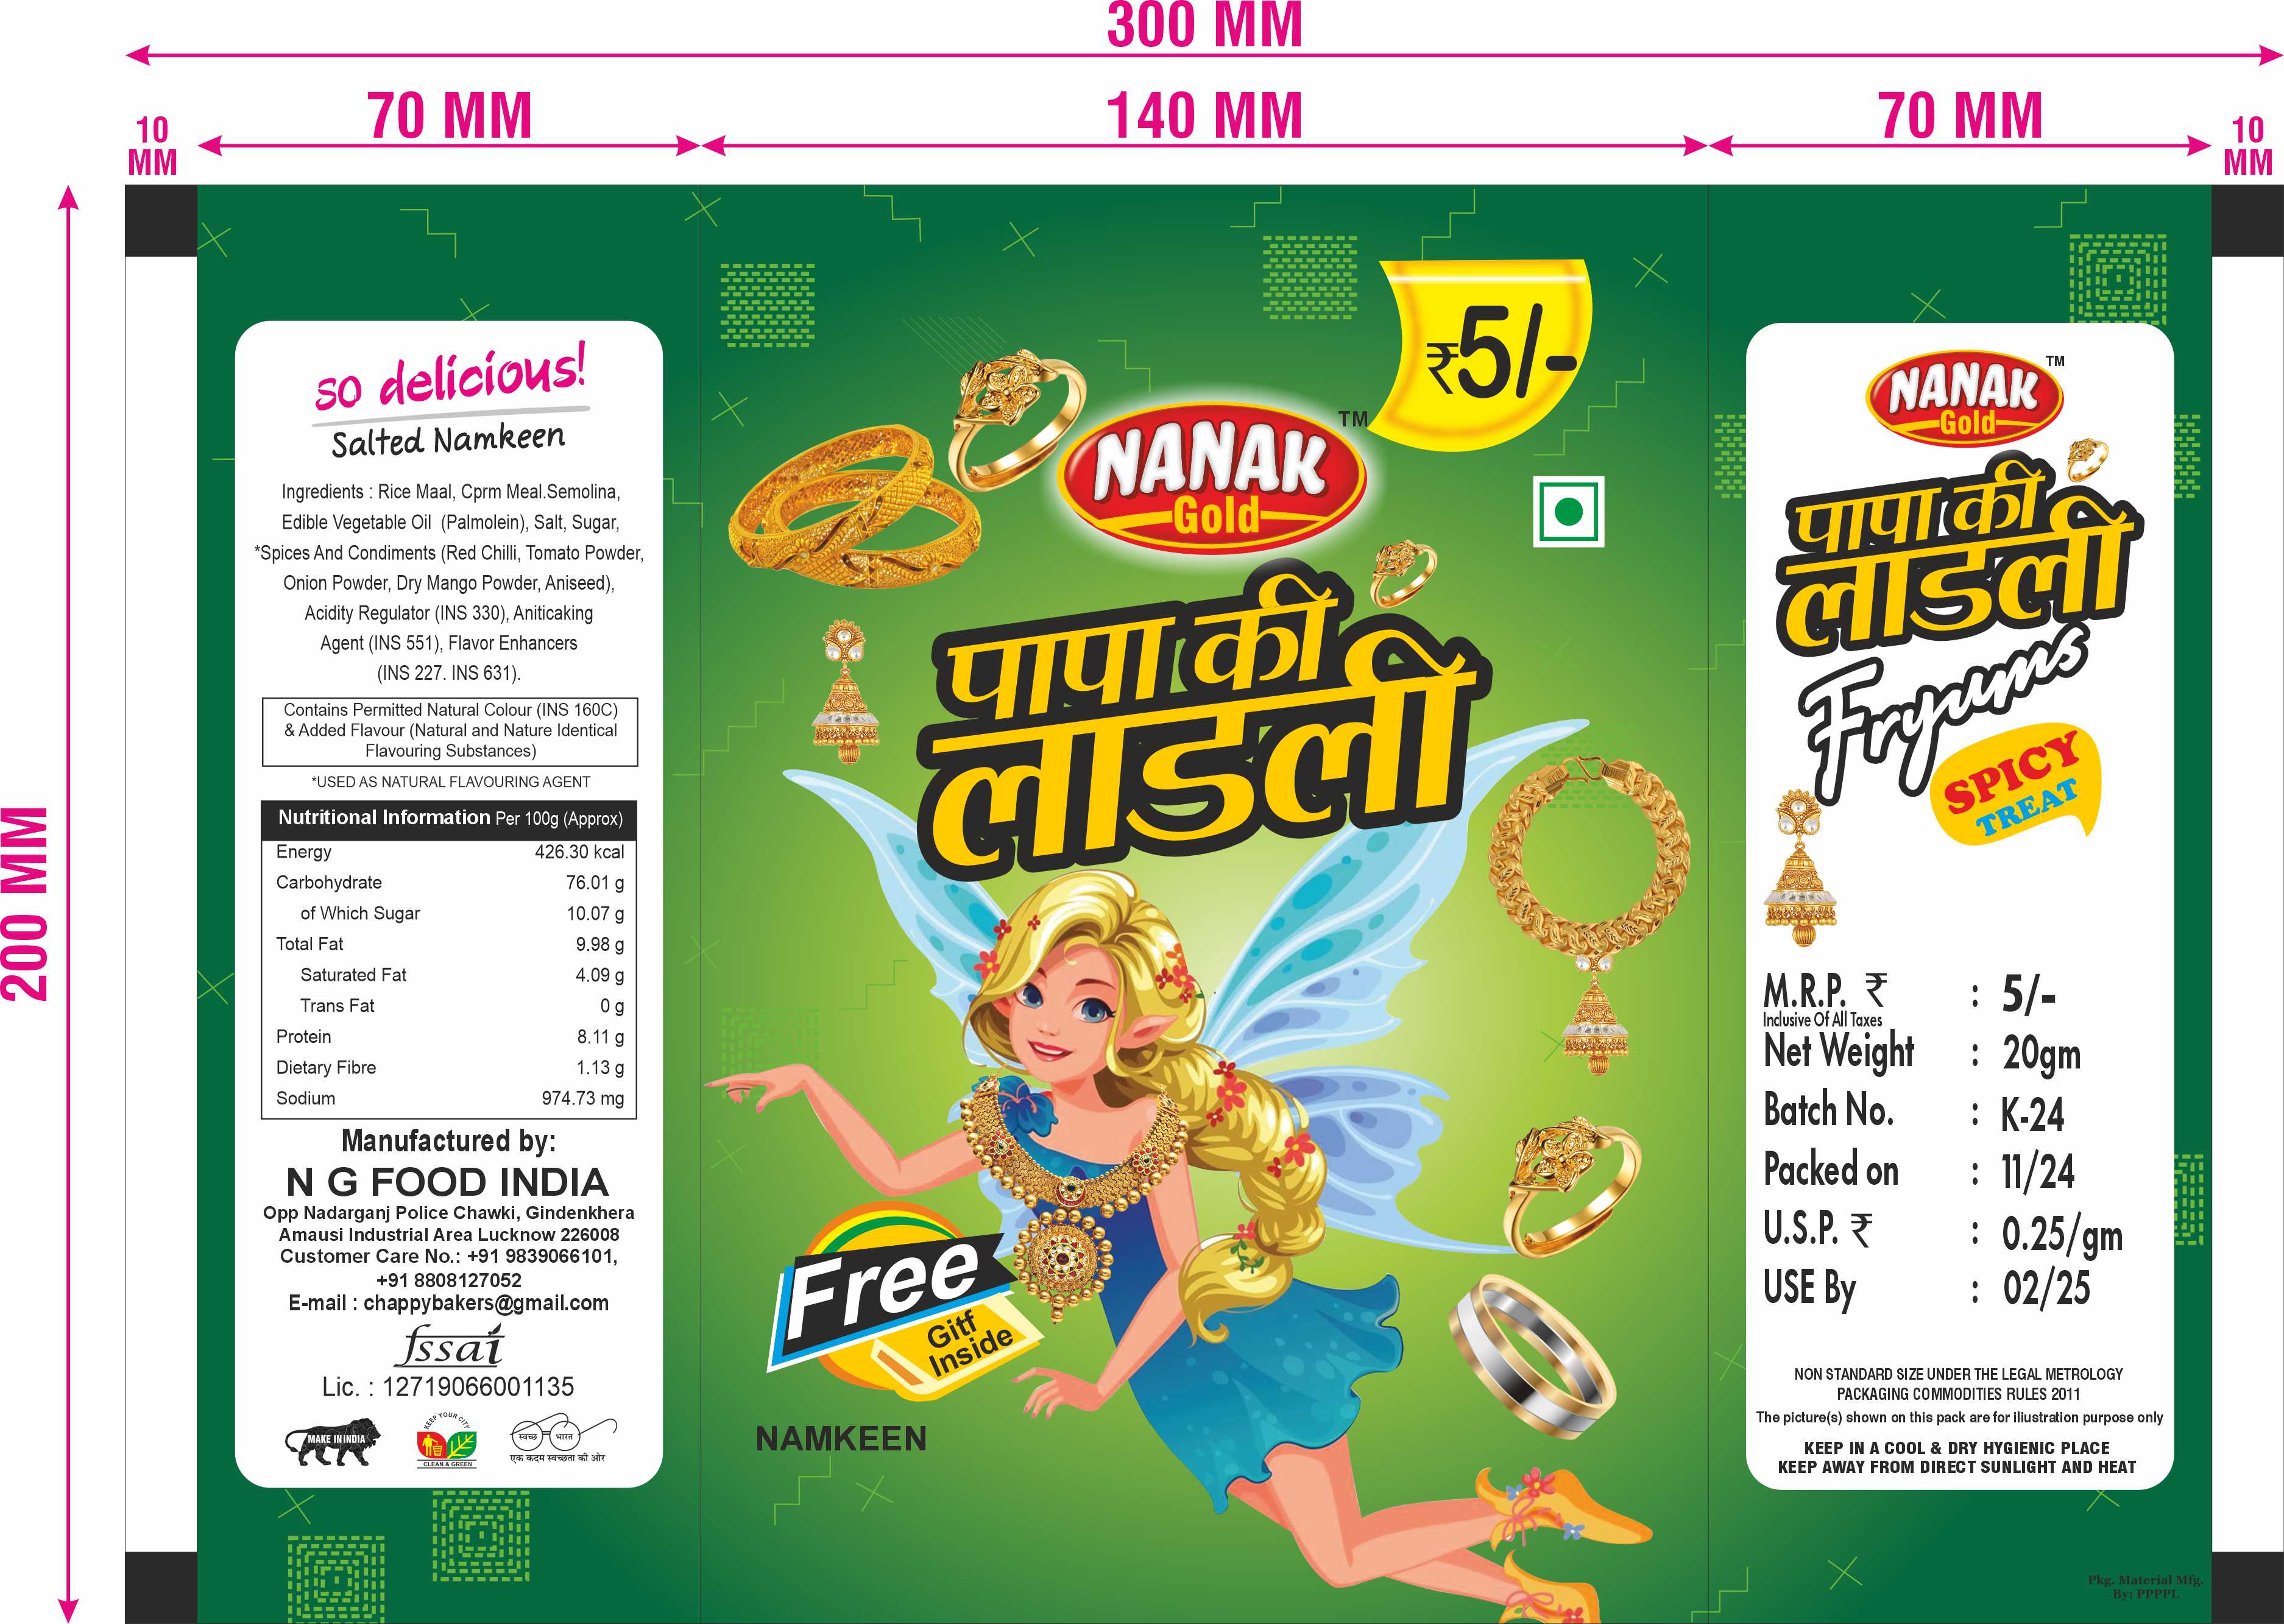 300 MM
10
MM
70 MM
140 MM
70 MM
10
MM
200 MM
so delicious!
Salted Namkeen
Ingredients : Rice Maal, Cprm Meal.Semolina,
Edible Vegetable Oil (Palmolein), Salt, Sugar,
*Spices And Condiments (Red Chilli, Tomato Powder,
Onion Powder, Dry Mango Powder, Aniseed),
Acidity Regulator (INS 330), Aniticaking
Agent (INS 551), Flavor Enhancers
(INS 227. INS 631).
Contains Permitted Natural Colour (INS 160C)
& Added Flavour (Natural and Nature Identical
Flavouring Substances)
*USED AS NATURAL FLAVOURING AGENT
Nutritional Information Per 100g (Approx)
Energy 426.30 kcal
Carbohydrate 76.01 g
of Which Sugar 10.07 g
Total Fat 9.98 g
Saturated Fat 4.09 g
Trans Fat 0 g
Protein 8.11 g
Dietary Fibre 1.13 g
Sodium 974.73 mg
Manufactured by:
N G FOOD INDIA
Opp Nadarganj Police Chawki, Gindenkhera
Amausi Industrial Area Lucknow 226008
Customer Care No.: +91 9839066101,
+91 8808127052
E-mail : chappybakers@gmail.com
fssai
Lic. : 12719066001135
MAKE IN INDIA
KEEP YOUR CITY
CLEAN & GREEN
स्वच्छ भारत
एक कदम स्वच्छता की ओर
₹5/-
NANAK TM
Gold
पापा की
लाडली
Free
Gitf
Inside
NAMKEEN
NANAK TM
Gold
पापा की
लाडली
Fryums
SPICY
TREAT
M.R.P. ₹ : 5/-
Inclusive Of All Taxes
Net Weight : 20gm
Batch No. : K-24
Packed on : 11/24
U.S.P. ₹ : 0.25/gm
USE By : 02/25
NON STANDARD SIZE UNDER THE LEGAL METROLOGY
PACKAGING COMMODITIES RULES 2011
The picture(s) shown on this pack are for iliustration purpose only
KEEP IN A COOL & DRY HYGIENIC PLACE
KEEP AWAY FROM DIRECT SUNLIGHT AND HEAT
Pkg. Material Mfg.
By: PPPPL